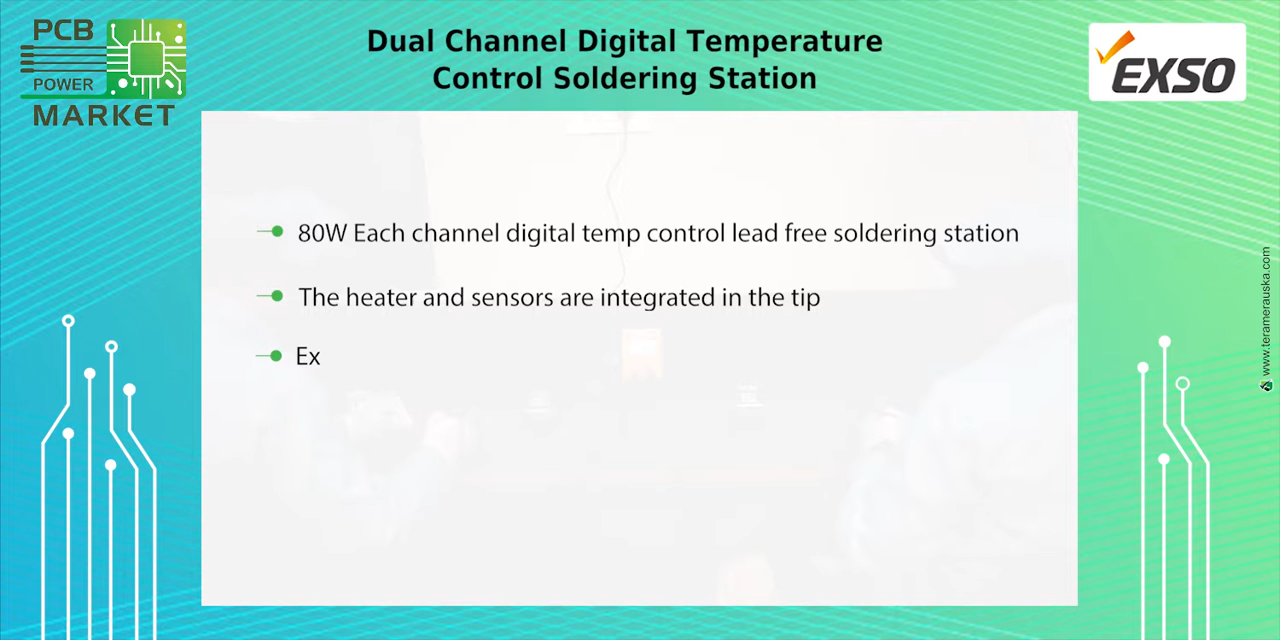 PCB
POWER
MARKET
Dual Channel Digital Temperature
Control Soldering Station
EXSO
80W Each channel digital temp control lead free soldering station
The heater and sensors are integrated in the tip
Ex
www.teramerauska.com